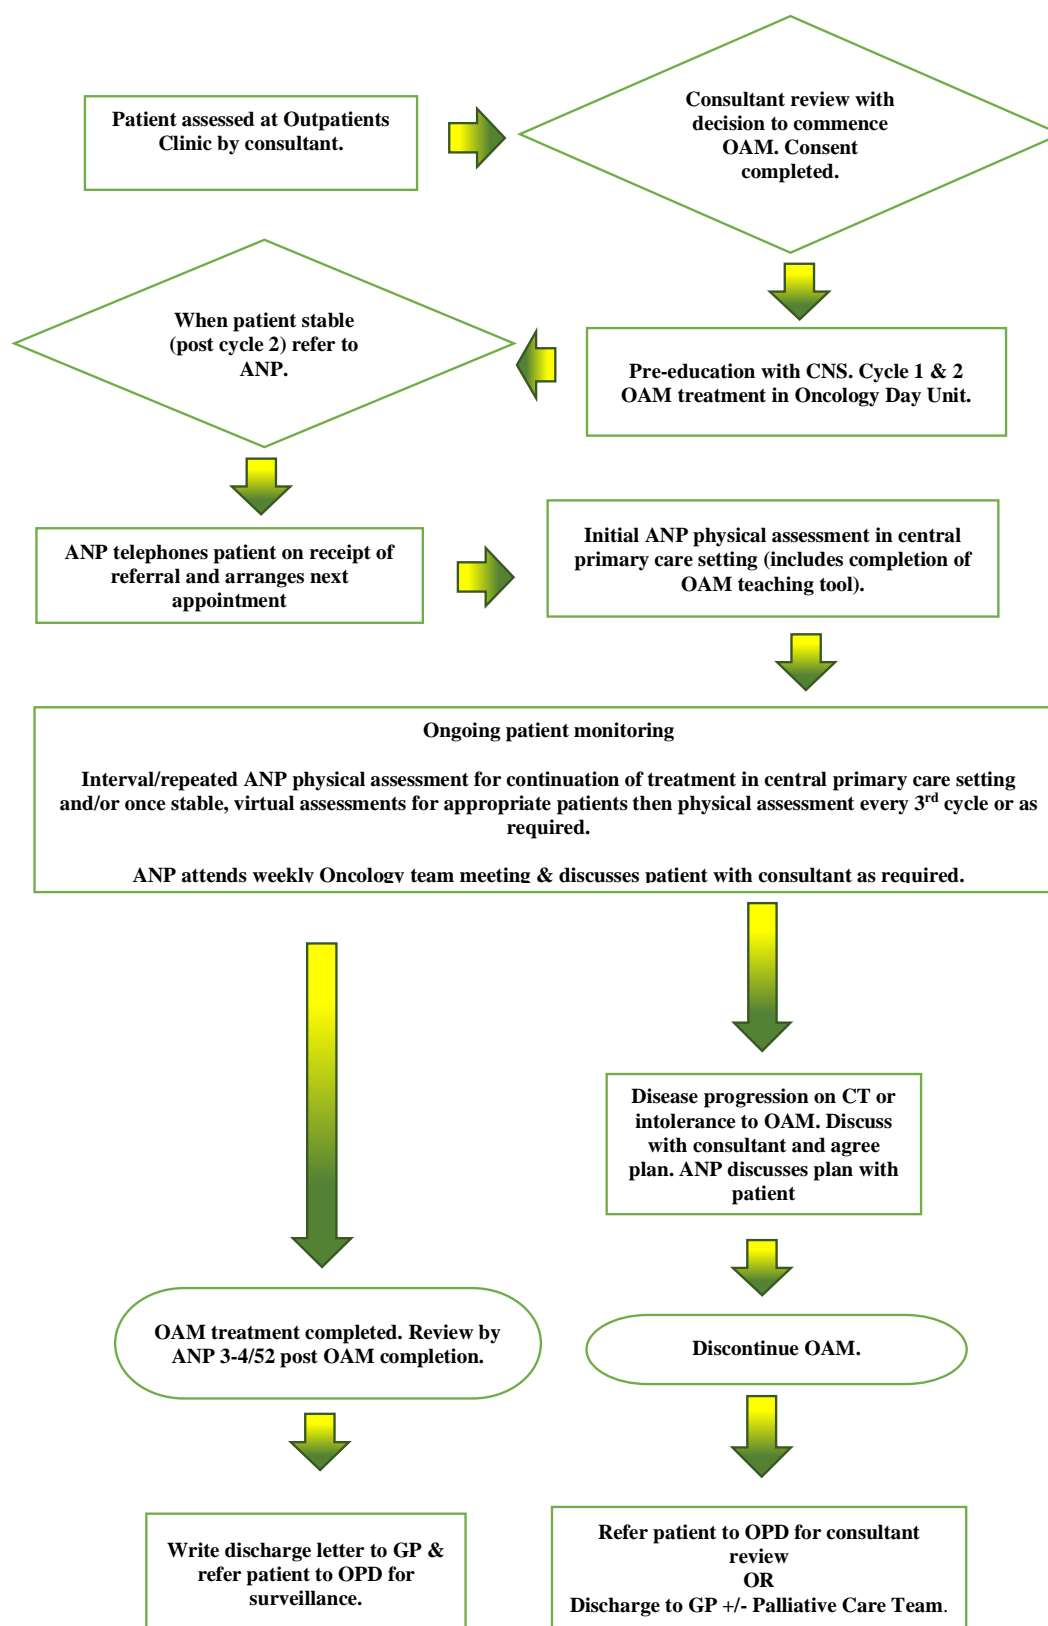 Patient assessed at Outpatients
Clinic by consultant.
Consultant review with
decision to commence
OAM. Consent
completed.
When patient stable
(post cycle 2) refer to
ANP.
Pre-education with CNS. Cycle 1 & 2
OAM treatment in Oncology Day Unit.
ANP telephones patient on receipt of
referral and arranges next
appointment
Initial ANP physical assessment in central
primary care setting (includes completion of
OAM teaching tool).
Ongoing patient monitoring
Interval/repeated ANP physical assessment for continuation of treatment in central primary care setting
and/or once stable, virtual assessments for appropriate patients then physical assessment every 3rd cycle or as
required.
ANP attends weekly Oncology team meeting & discusses patient with consultant as required.
Disease progression on CT or
intolerance to OAM. Discuss
with consultant and agree
plan. ANP discusses plan with
patient
OAM treatment completed. Review by
ANP 3-4/52 post OAM completion.
Discontinue OAM.
Write discharge letter to GP &
refer patient to OPD for
surveillance.
Refer patient to OPD for consultant
review
OR
Discharge to GP +/- Palliative Care Team.